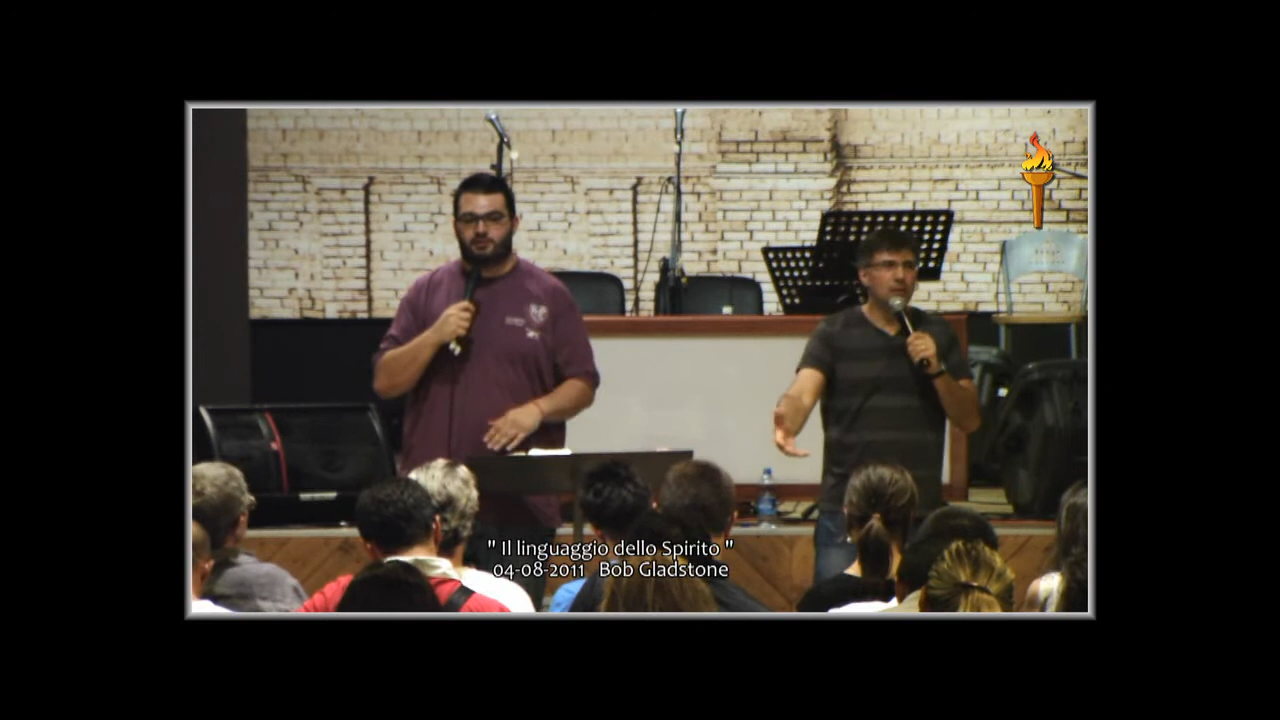 " Il linguaggio dello Spirito "
04-08-2011 Bob Gladstone